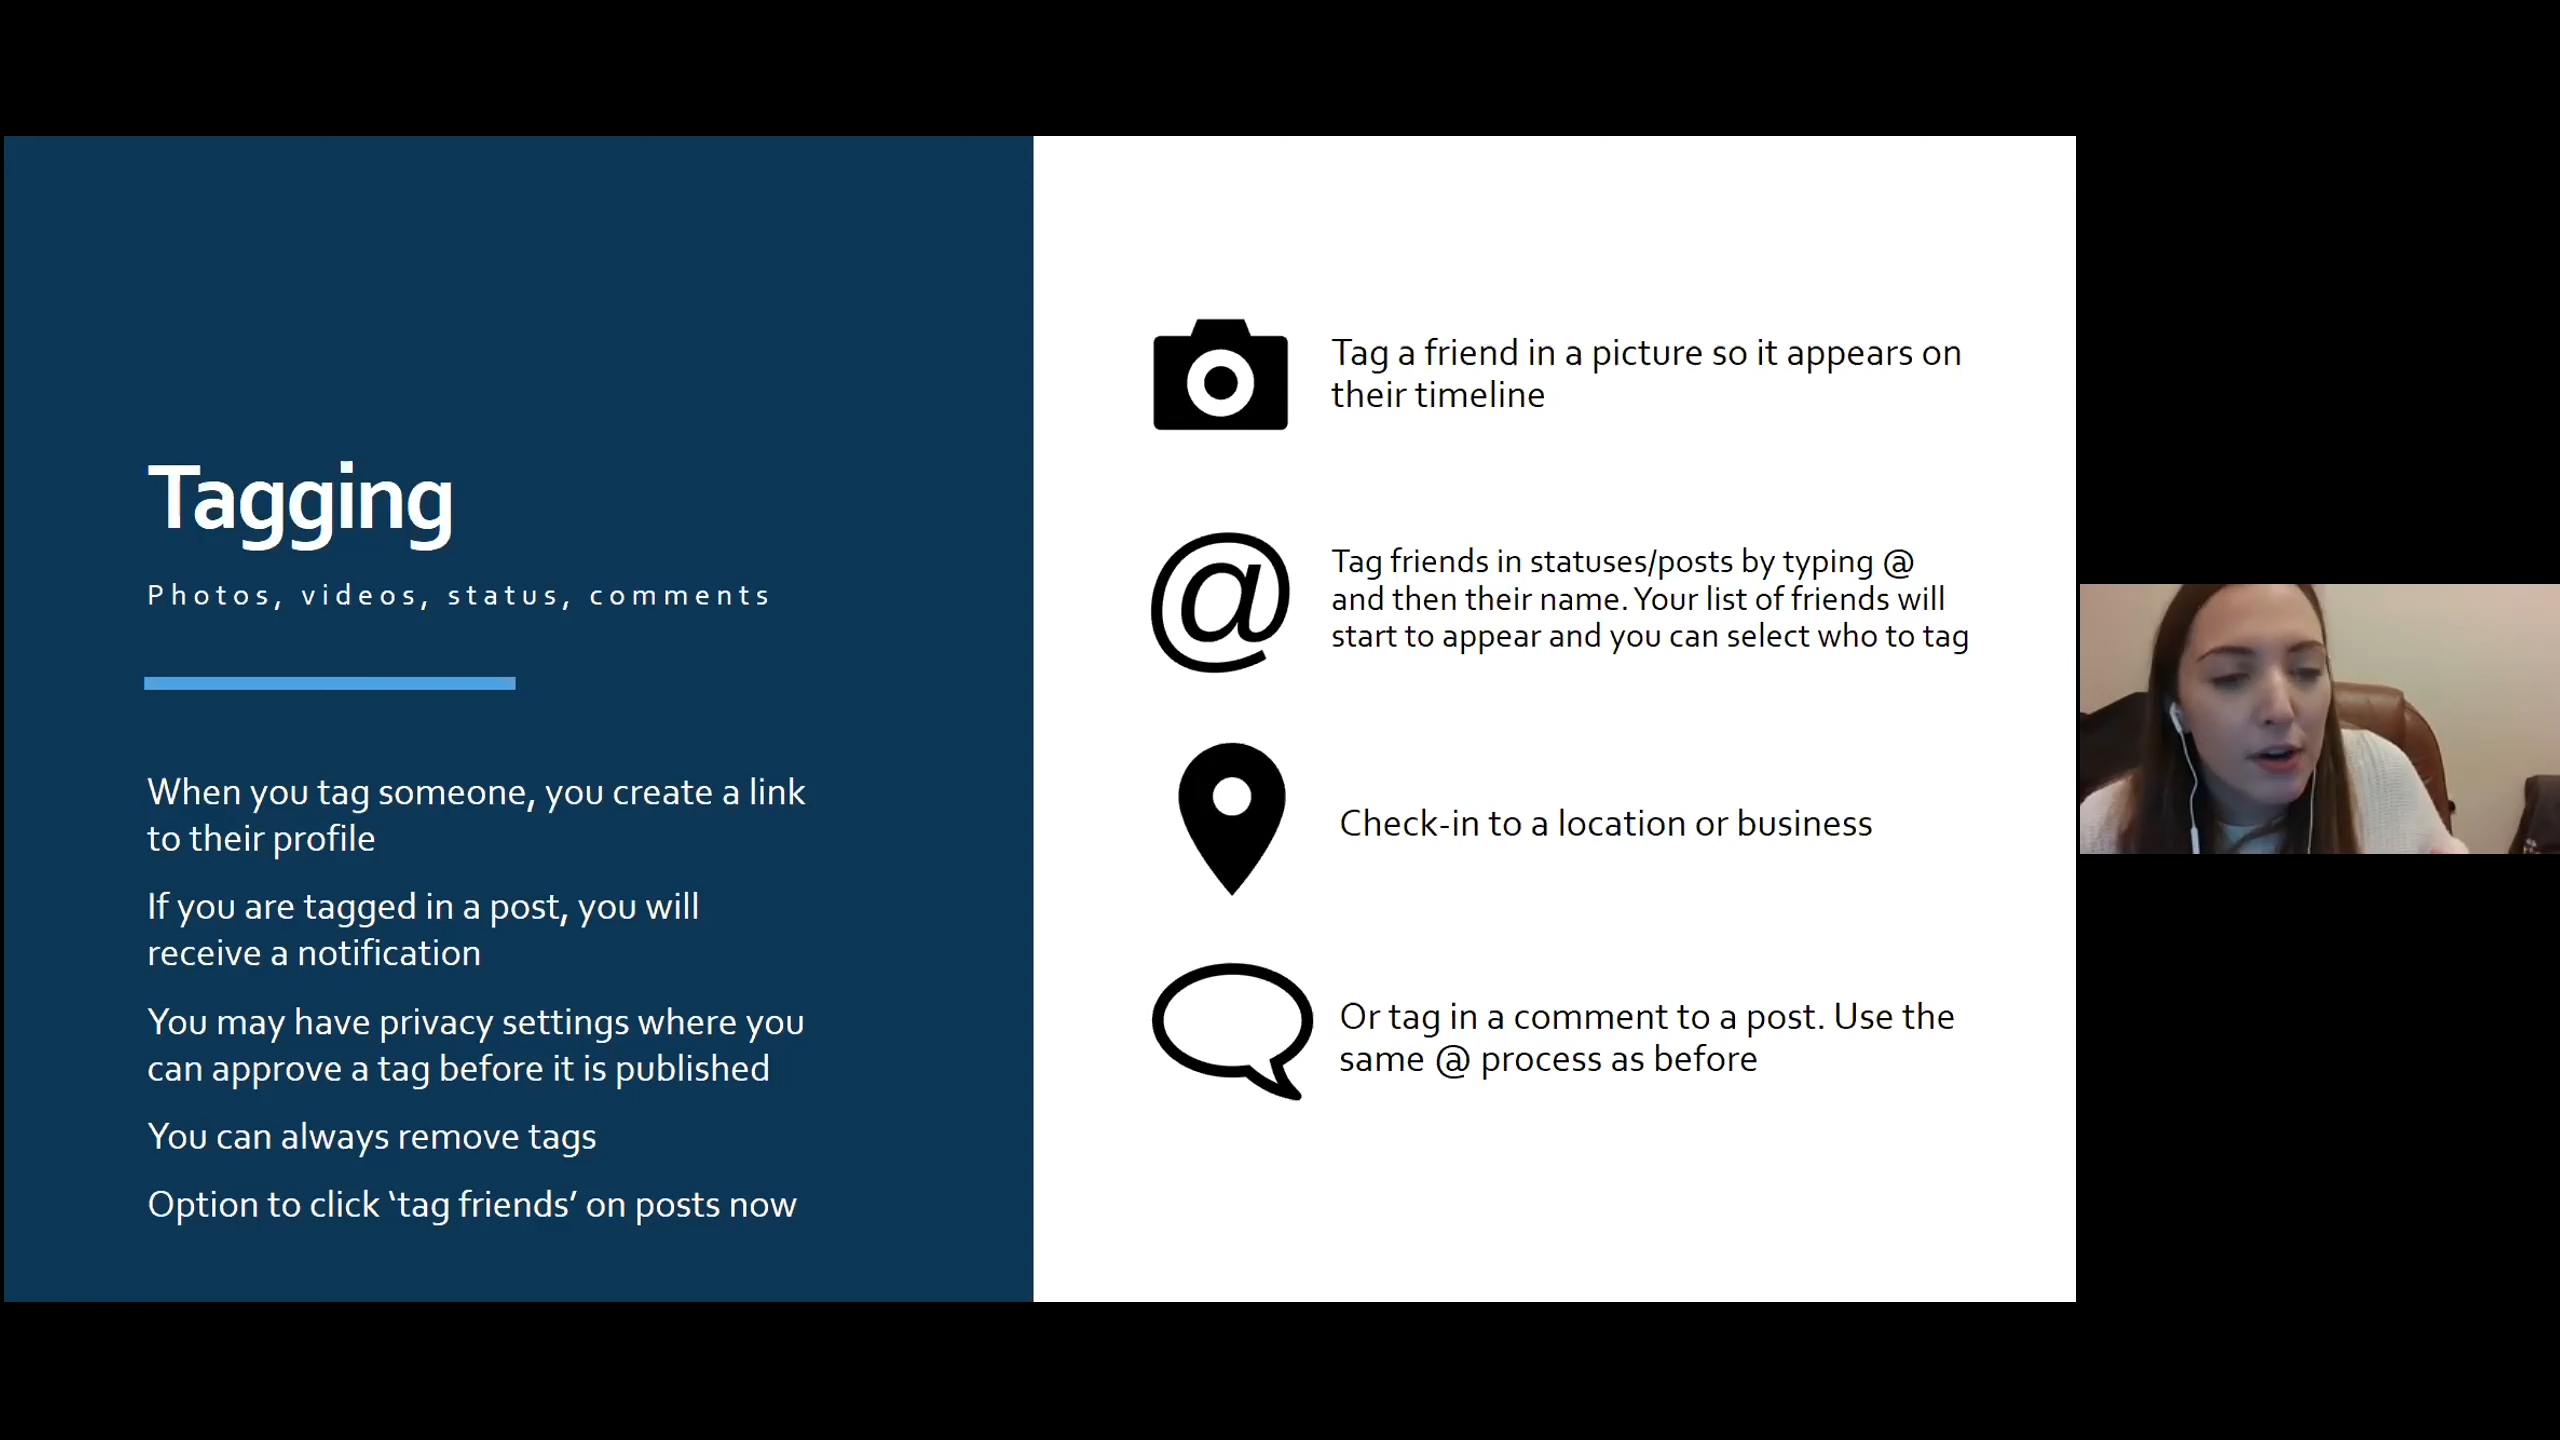 Tagging
Photos, videos, status, comments
When you tag someone, you create a link
to their profile
If you are tagged in a post, you will
receive a notification
You may have privacy settings where you
can approve a tag before it is published
You can always remove tags
Option to click ‘tag friends’ on posts now
Tag a friend in a picture so it appears on
their timeline
@
Tag friends in statuses/posts by typing @
and then their name. Your list of friends will
start to appear and you can select who to tag
Check-in to a location or business
Or tag in a comment to a post. Use the
same @ process as before